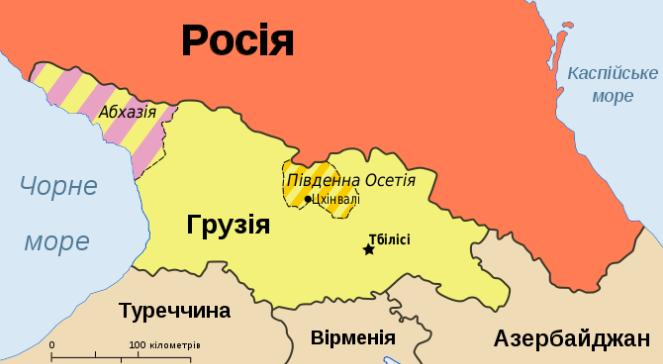 Росія
Каспійське
море
Абхазія
Південна Осетія
Цхінвалі
Чорне
море
Грузія
Тбілісі
Туреччина
Вірменія
Азербайджан
0
100 кілометрів